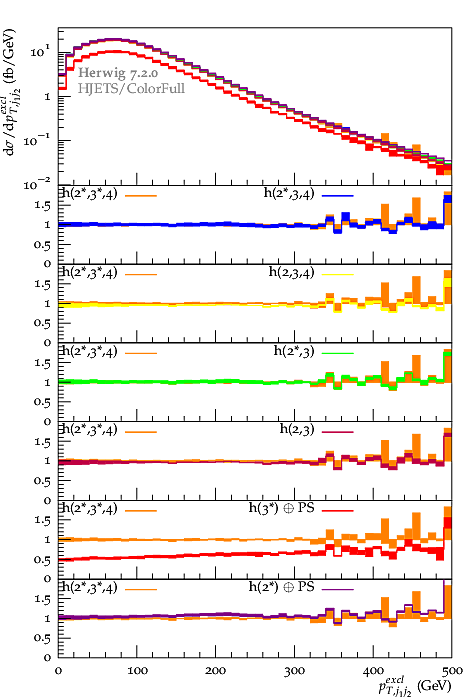 dσ/dp^{excl}_{T,j1j2} (fb/GeV)
10^1
1
10^{-1}
10^{-2}
Herwig 7.2.0
HJETS/ColorFull
h(2*,3*,4) h(2*,3,4)
1.5
1
0.5
0
h(2*,3*,4) h(2,3,4)
1.5
1
0.5
0
h(2*,3*,4) h(2*,3)
1.5
1
0.5
0
h(2*,3*,4) h(2,3)
1.5
1
0.5
0
h(2*,3*,4) h(3*) ⊕ PS
1.5
1
0.5
0
h(2*,3*,4) h(2*) ⊕ PS
1.5
1
0.5
0
0 100 200 300 400 500
p^{excl}_{T,j1j2} (GeV)